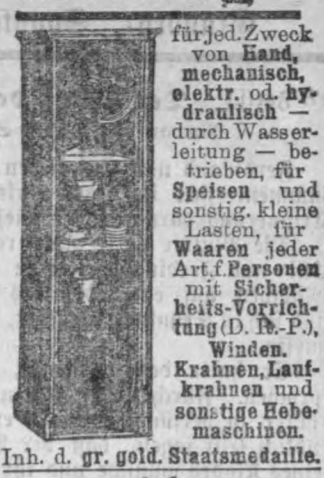 für jed. Zweck
von Hand,
mechanisch,
elektr. od. hy-
draulisch —
durch Wasser-
leitung — be-
trieben, für
Speisen und
sonstig. kleine
Lasten, für
Waaren jeder
Art, f. Personen
mit Sicher-
heits-Vorrich-
tung (D. R.-P.),
Winden.
Krahnen, Lauf-
krahnen und
sonstige Hebe-
maschinen.
Inh. d. gr. gold. Staatsmedaille.